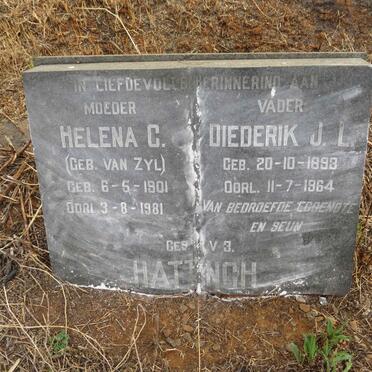 IN LIEFDEVOLLE HERINNERING AAN
MOEDER
HELENA C.
(GEB. VAN ZYL)
GEB. 6-5-1901
OORL. 3-8-1981
VADER
DIEDERIK J. L.
GEB. 20-10-1893
OORL. 11-7-1964
VAN BEDROEFDE EGGENOTE
EN SEUN
GES. V 3.
HATTINGH